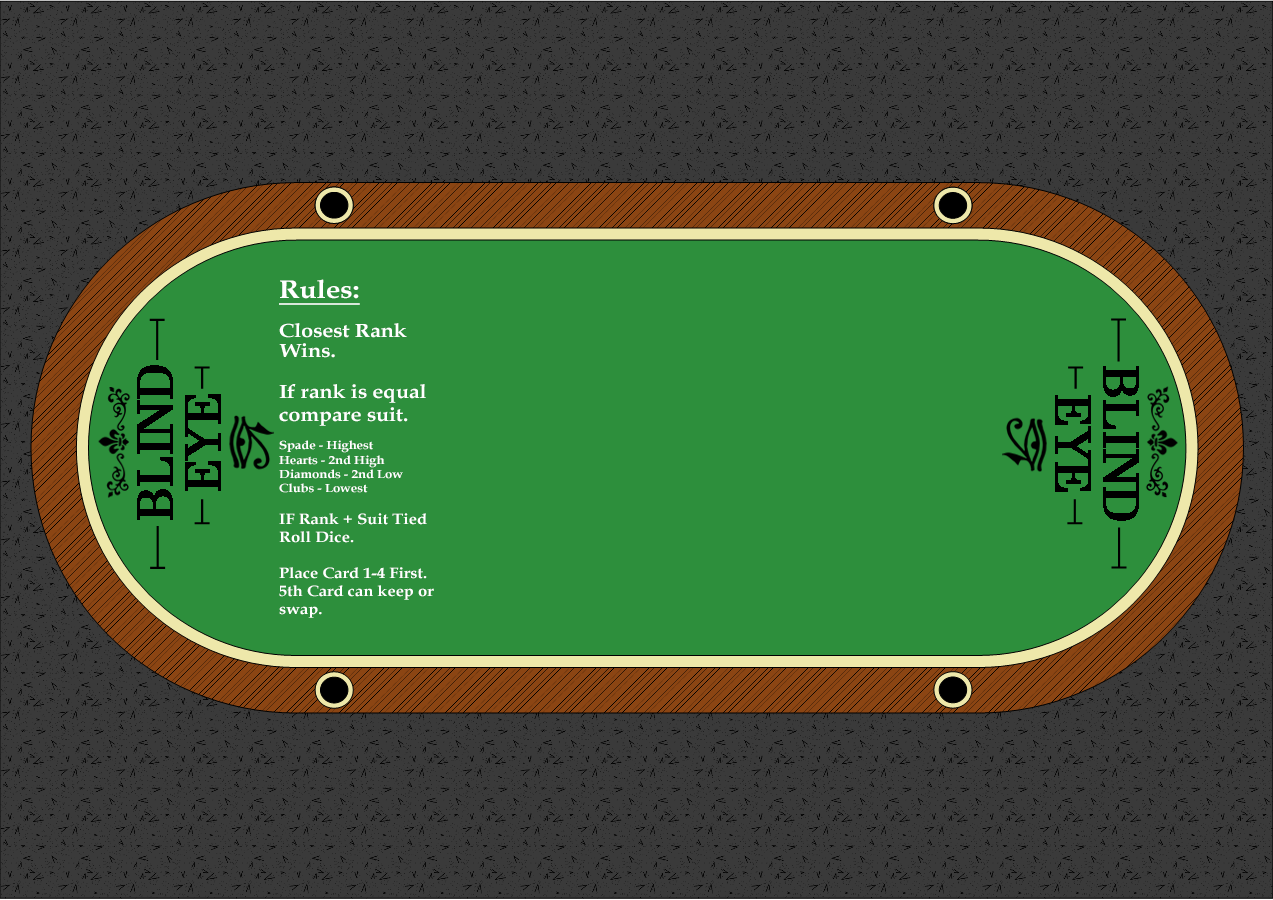 BLIND
EYE
Rules:
Closest Rank
Wins.
If rank is equal
compare suit.
Spade - Highest
Hearts - 2nd High
Diamonds - 2nd Low
Clubs - Lowest
IF Rank + Suit Tied
Roll Dice.
Place Card 1-4 First.
5th Card can keep or
swap.
BLIND
EYE